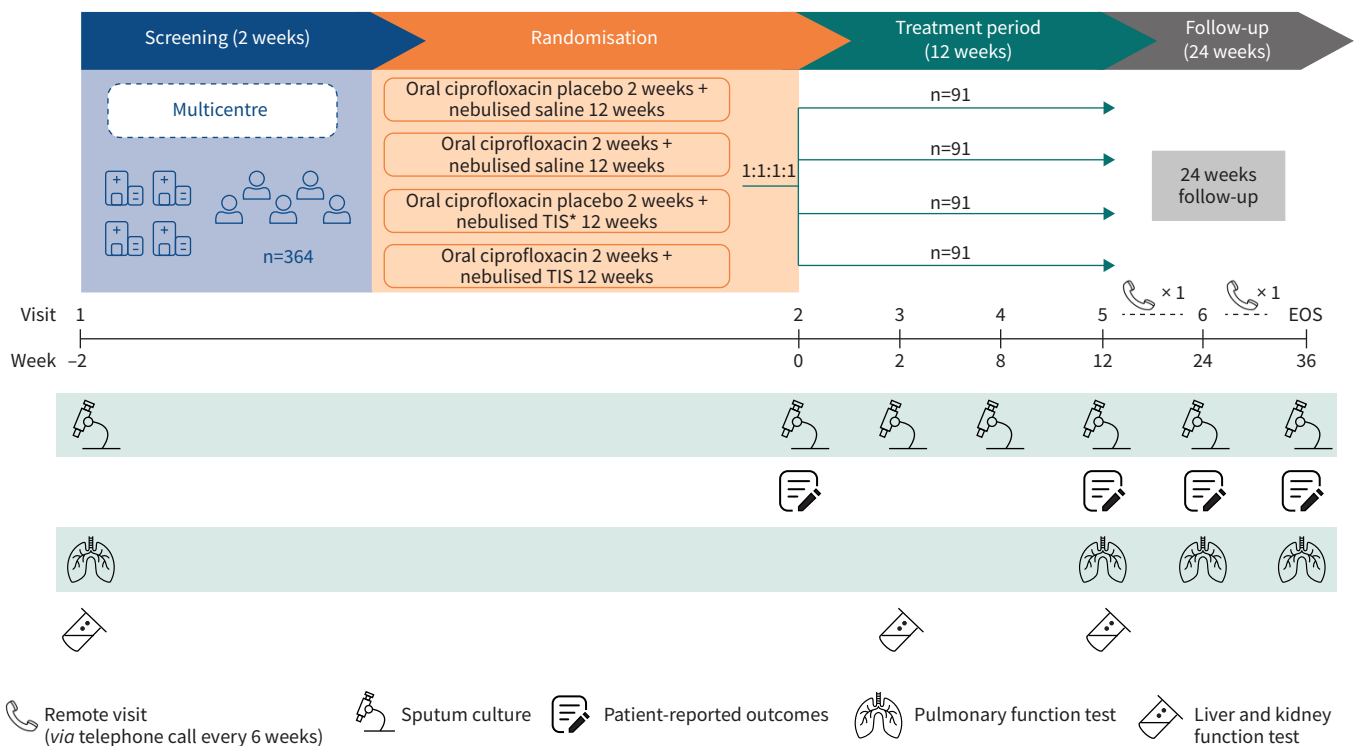 Screening (2 weeks)
Randomisation
Treatment period
(12 weeks)
Follow-up
(24 weeks)
Multicentre
n=364
Oral ciprofloxacin placebo 2 weeks +
nebulised saline 12 weeks
Oral ciprofloxacin 2 weeks +
nebulised saline 12 weeks
Oral ciprofloxacin placebo 2 weeks +
nebulised TIS* 12 weeks
Oral ciprofloxacin 2 weeks +
nebulised TIS 12 weeks
1:1:1:1
n=91
n=91
n=91
n=91
24 weeks
follow-up
× 1
× 1
Visit 1 2 3 4 5 6 EOS
Week –2 0 2 8 12 24 36
Remote visit
(via telephone call every 6 weeks)
Sputum culture
Patient-reported outcomes
Pulmonary function test
Liver and kidney
function test